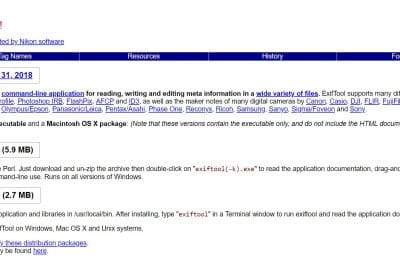 !
ted by Nikon software
Tag Names Resources History Fo
31, 2018
command-line application for reading, writing and editing meta information in a wide variety of files. ExifTool supports many dif
rofile, Photoshop IRB, FlashPix, AFCP and ID3, as well as the maker notes of many digital cameras by Canon, Casio, DJI, FLIR, FujiFil
Olympus/Epson, Panasonic/Leica, Pentax/Asahi, Phase One, Reconyx, Ricoh, Samsung, Sanyo, Sigma/Foveon and Sony.
ecutable and a Macintosh OS X package: (Note that these versions contain the executable only, and do not include the HTML docum
(5.9 MB)
e Perl. Just download and un-zip the archive then double-click on "exiftool(-k).exe" to read the application documentation, drag-and
mmand-line use. Runs on all versions of Windows.
(2.7 MB)
pplication and libraries in /usr/local/bin. After installing, type "exiftool" in a Terminal window to run exiftool and read the application do
fTool on Windows, Mac OS X and Unix systems,
y these distribution packages.
ay be found here.